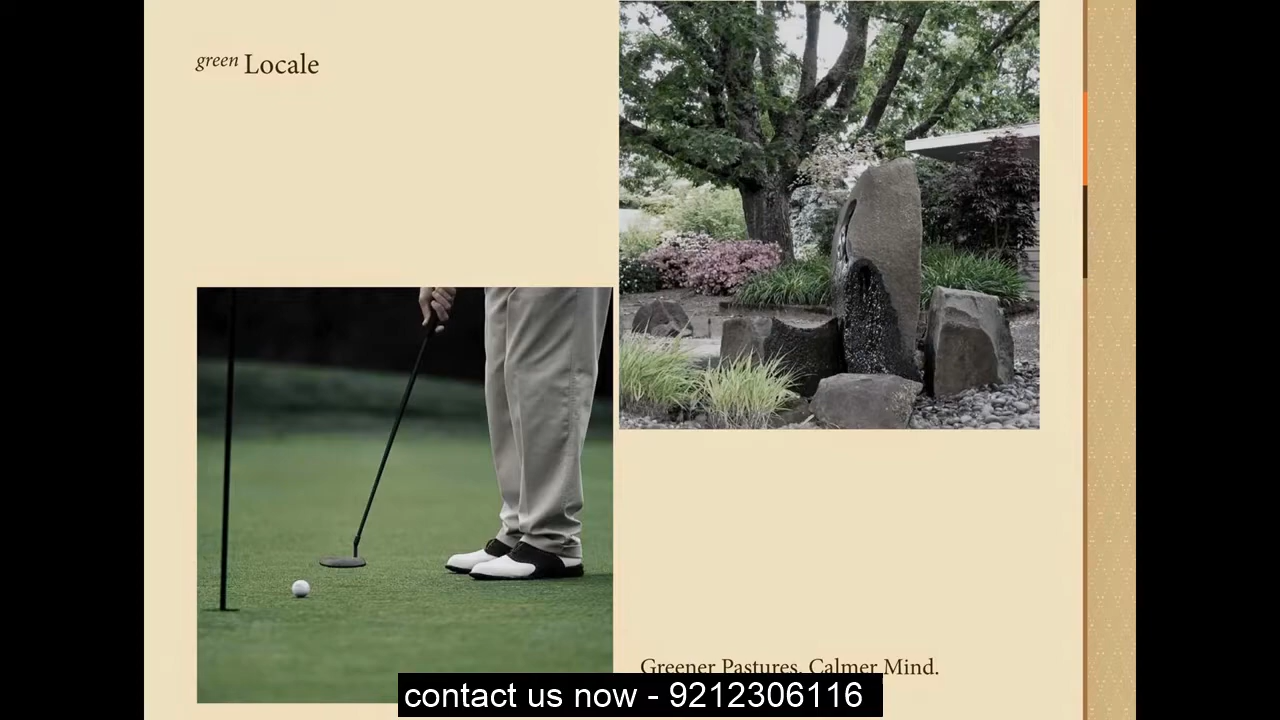 green Locale
Greener Pastures. Calmer Mind.
contact us now - 9212306116